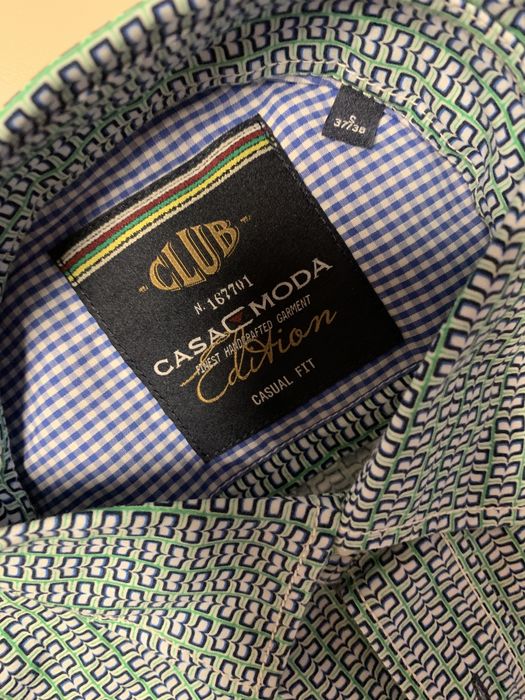 CLUB
N. 167701
CASAMODA
FINEST HANDCRAFTED GARMENT
Edition
CASUAL FIT
S
37/38